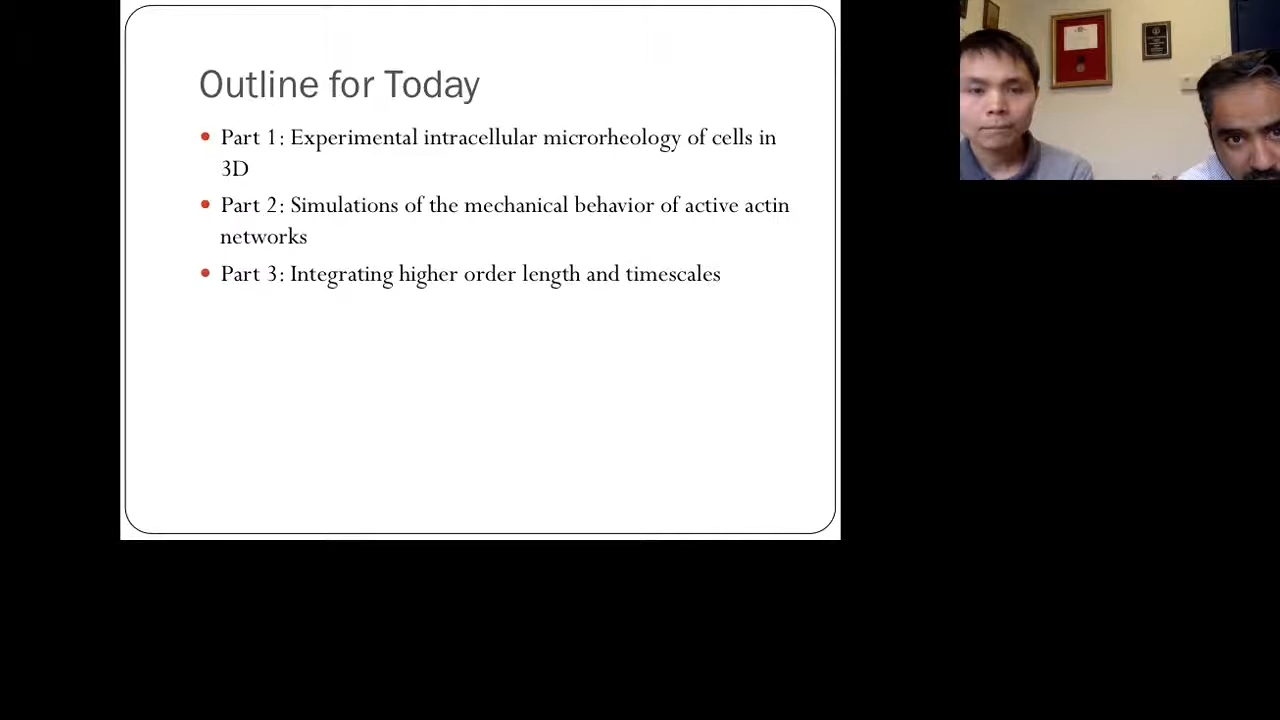 Outline for Today
Part 1: Experimental intracellular microrheology of cells in
3D
Part 2: Simulations of the mechanical behavior of active actin
networks
Part 3: Integrating higher order length and timescales